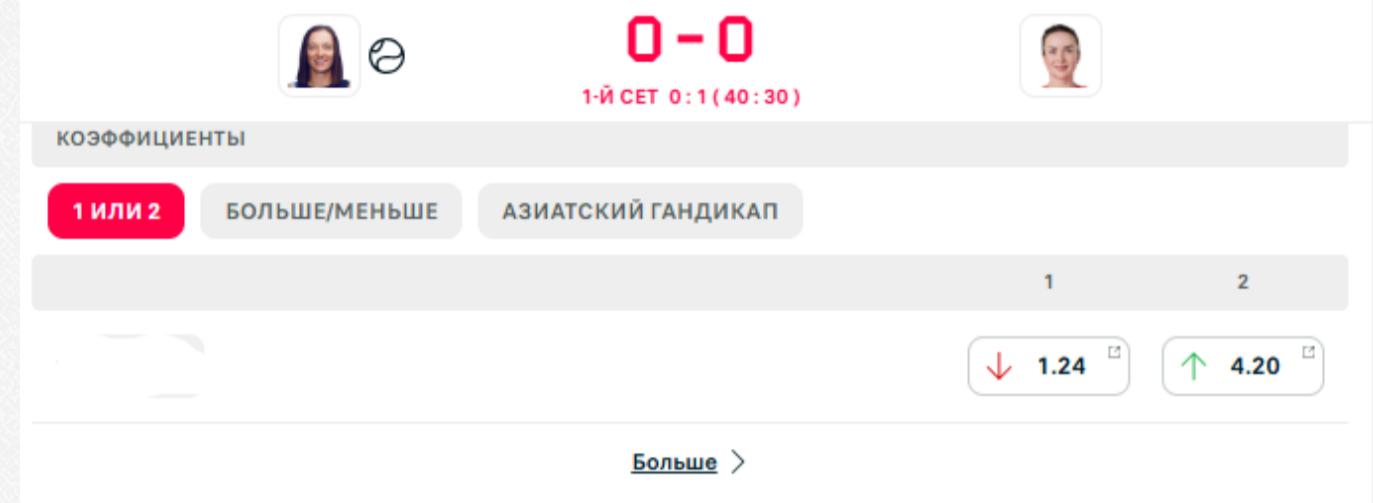 0 - 0
1-Й СЕТ 0 : 1 ( 40 : 30 )
КОЭФФИЦИЕНТЫ
1 ИЛИ 2 БОЛЬШЕ/МЕНЬШЕ АЗИАТСКИЙ ГАНДИКАП
1 2
1.24 4.20
Больше